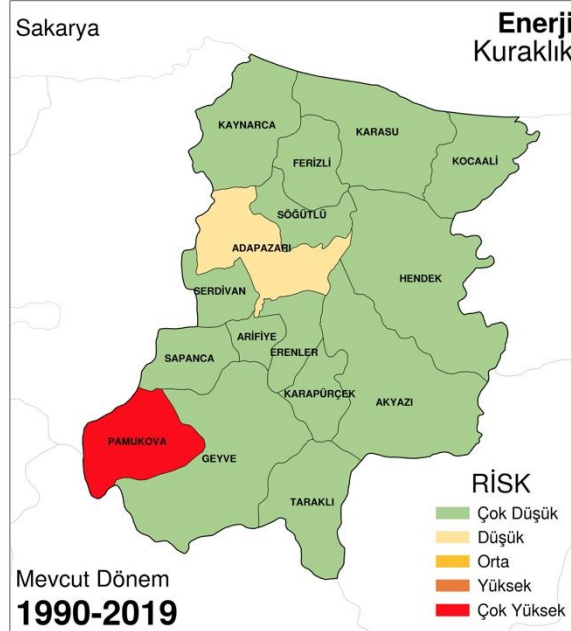 Sakarya
Enerji
Kuraklık
KAYNARCA
KARASU
KOCAALİ
FERİZLİ
SÖĞÜTLÜ
ADAPAZARI
HENDEK
SERDİVAN
ARİFİYE
ERENLER
SAPANCA
KARAPÜRÇEK
AKYAZI
PAMUKOVA
GEYVE
TARAKLI
RİSK
Çok Düşük
Düşük
Orta
Yüksek
Çok Yüksek
Mevcut Dönem
1990-2019